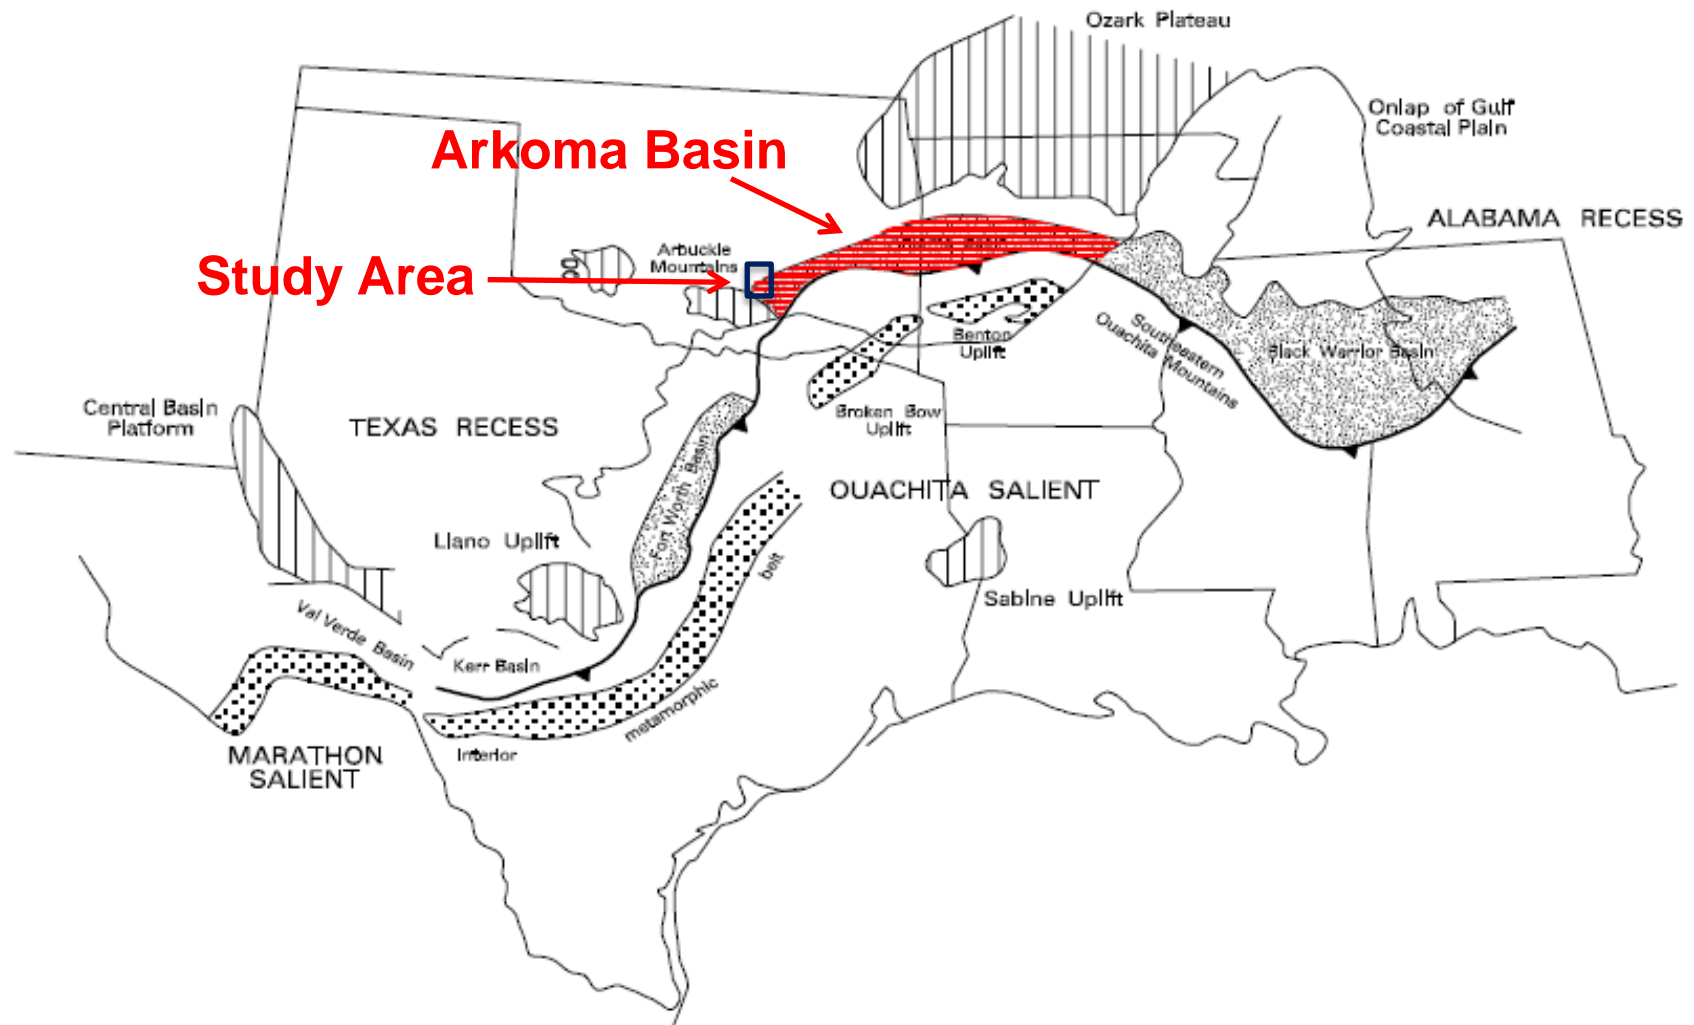 Ozark Plateau
Onlap of Gulf
Coastal Plain
Arkoma Basin
ALABAMA RECESS
Arbuckle
Mountains
Study Area
Benton
Uplift
Southeastern
Ouachita Mountains
Black Warrior Basin
Central Basin
Platform
TEXAS RECESS
Broken Bow
Uplift
Fort Worth Basin
OUACHITA SALIENT
Llano Uplift
Sabine Uplift
Val Verde Basin
Kerr Basin
Interior
metamorphic
belt
MARATHON
SALIENT